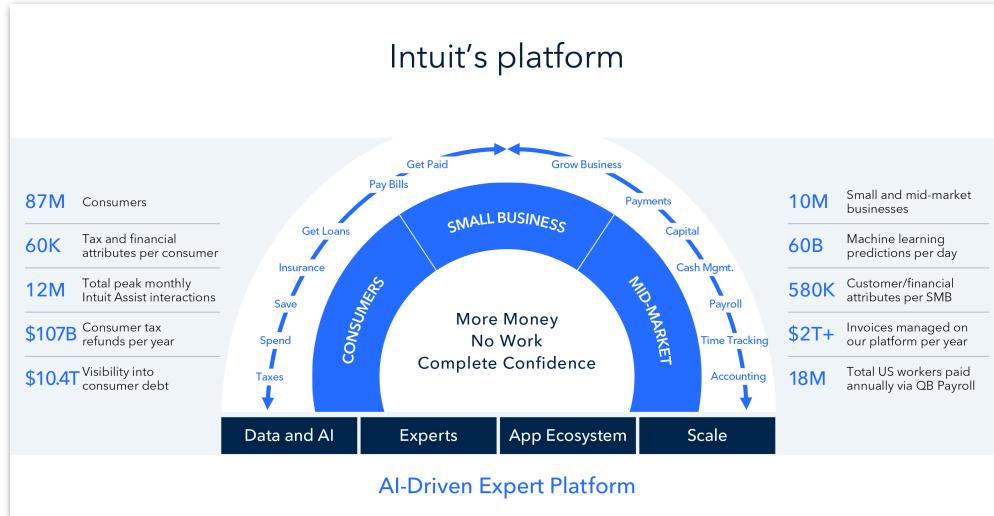 Intuit's platform
87M Consumers
60K Tax and financial
attributes per consumer
12M Total peak monthly
Intuit Assist interactions
$107B Consumer tax
refunds per year
$10.4T Visibility into
consumer debt
Get Paid
Pay Bills
Get Loans
Insurance
Save
Spend
Taxes
Grow Business
Payments
Capital
Cash Mgmt.
Payroll
Time Tracking
Accounting
CONSUMERS
SMALL BUSINESS
MID-MARKET
More Money
No Work
Complete Confidence
10M Small and mid-market
businesses
60B Machine learning
predictions per day
580K Customer/financial
attributes per SMB
$2T+ Invoices managed on
our platform per year
18M Total US workers paid
annually via QB Payroll
Data and AI
Experts
App Ecosystem
Scale
AI-Driven Expert Platform